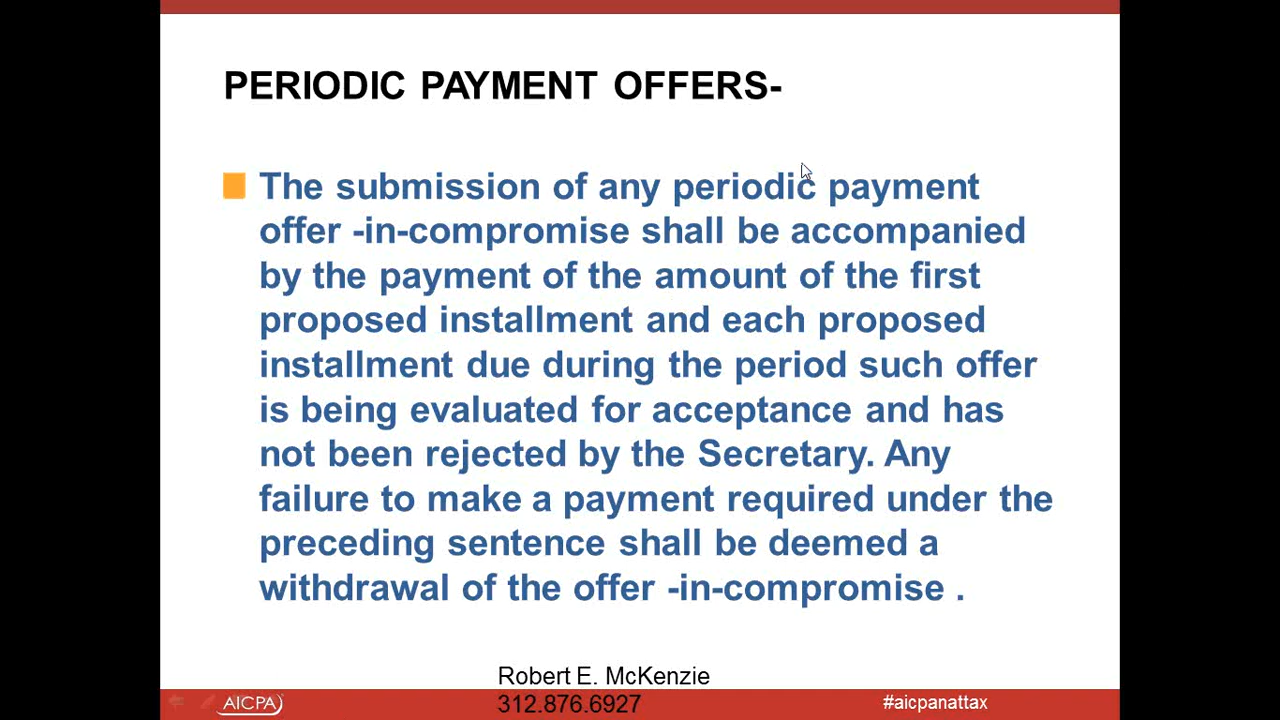 PERIODIC PAYMENT OFFERS-
The submission of any periodic payment
offer -in-compromise shall be accompanied
by the payment of the amount of the first
proposed installment and each proposed
installment due during the period such offer
is being evaluated for acceptance and has
not been rejected by the Secretary. Any
failure to make a payment required under the
preceding sentence shall be deemed a
withdrawal of the offer -in-compromise .
Robert E. McKenzie
312.876.6927
AICPA
#aicpanattax